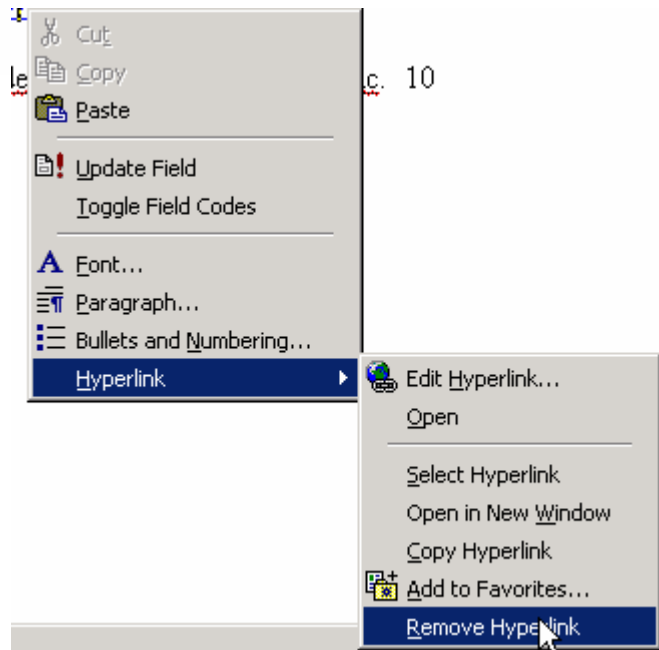 Cut
Copy
c. 10
Paste
Update Field
Toggle Field Codes
Font...
Paragraph...
Bullets and Numbering...
Hyperlink
Edit Hyperlink...
Open
Select Hyperlink
Open in New Window
Copy Hyperlink
Add to Favorites...
Remove Hyperlink